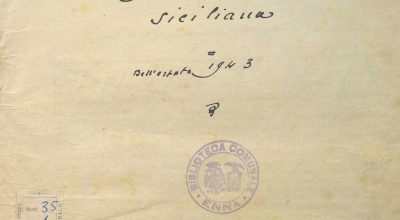 siciliana
=
dell'estate 1943
BIBLIOTECA COMUNALE
ENNA
35